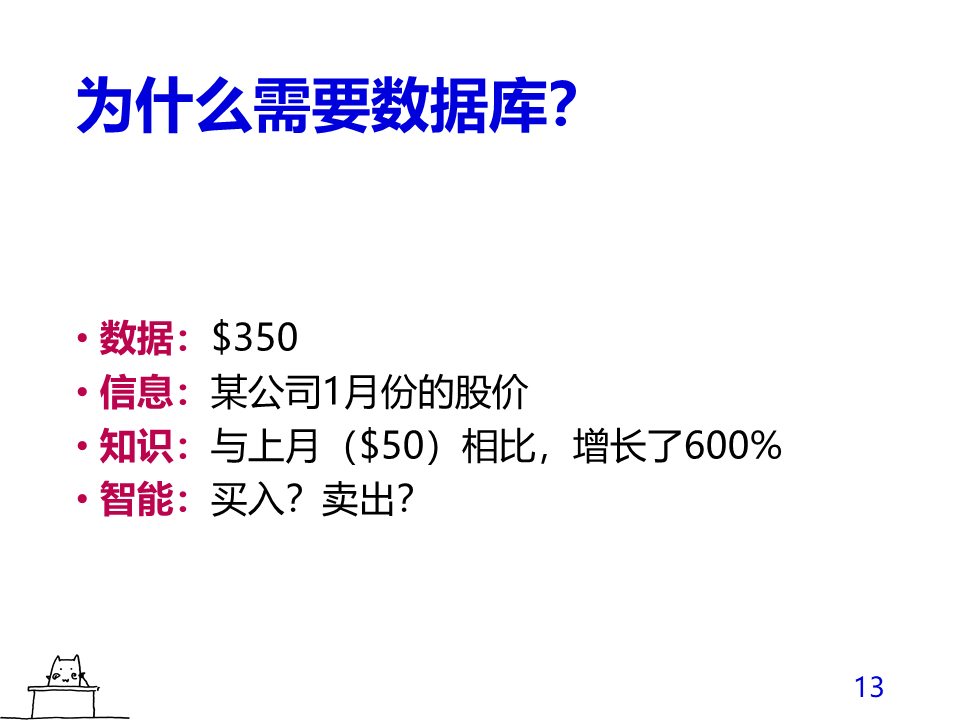 为什么需要数据库？
• 数据：$350
• 信息：某公司1月份的股价
• 知识：与上月（$50）相比，增长了600%
• 智能：买入？卖出？
13